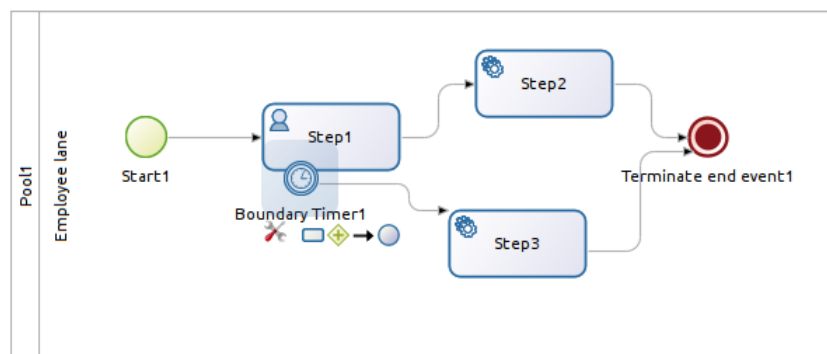 Pool1
Employee lane
Start1
Step1
Boundary Timer1
Step2
Step3
Terminate end event1